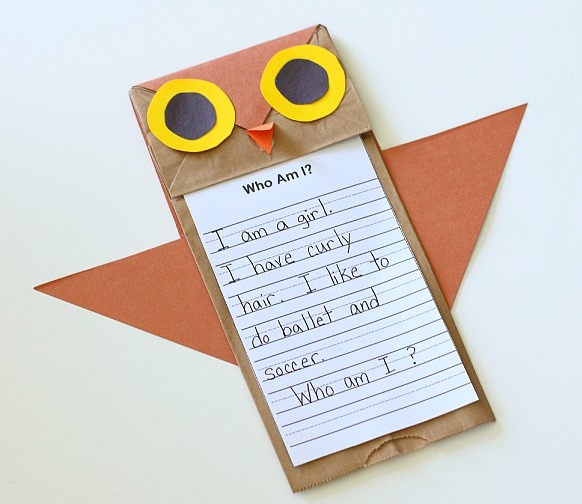 Who Am I?
I am a girl.
I have curly
hair. I like to
do ballet and
soccer.
Who am I?